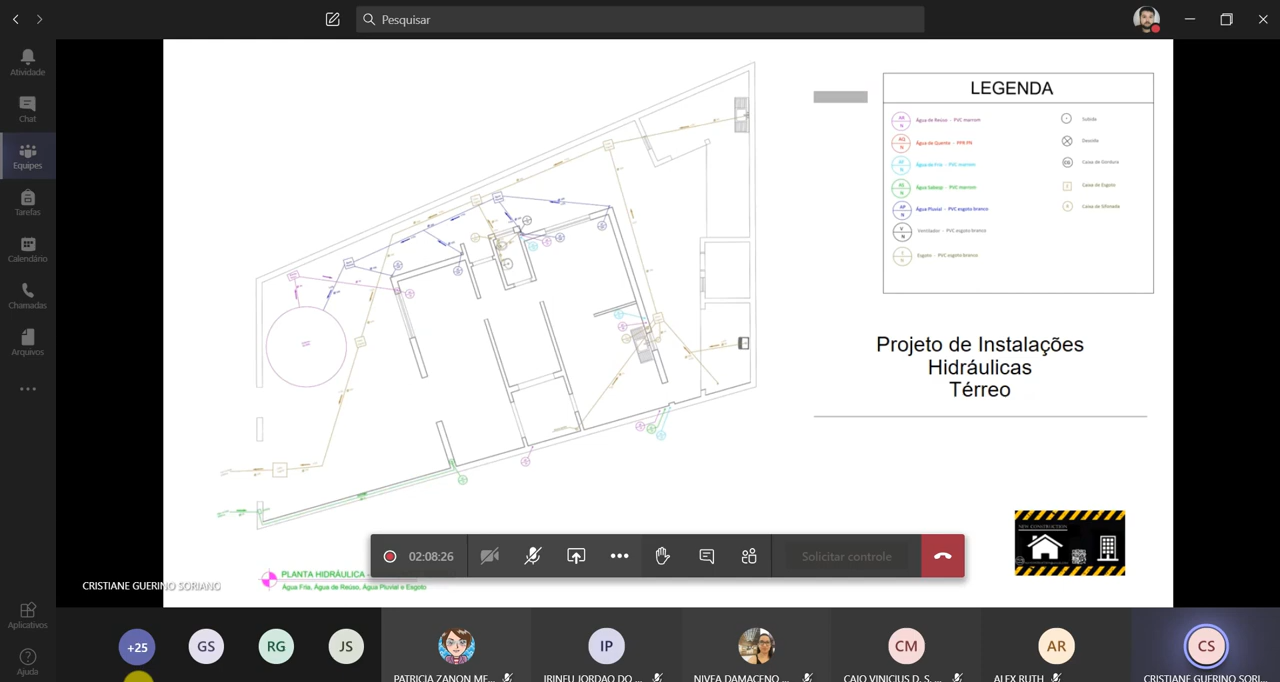 Pesquisar
Atividade
Chat
Equipes
Tarefas
Calendário
Chamadas
Arquivos
Aplicativos
Ajuda
LEGENDA
Água de Reúso - PVC marrom
Água de Quente - PPR PN
Água de Fria - PVC marrom
Água Sabesp - PVC marrom
Água Pluvial - PVC esgoto branco
Ventilador - PVC esgoto branco
Esgoto - PVC esgoto branco
Subida
Descida
Caixa de Gordura
Caixa de Esgoto
Caixa de Sifonada
Projeto de Instalações
Hidráulicas
Térreo
NEW CONSTRUCTION
02:08:26
Solicitar controle
CRISTIANE GUERINO SORIANO
PLANTA HIDRÁULICA -
Água Fria, Água de Reúso, Água Pluvial e Esgoto
+25
GS
RG
JS
IP
CM
AR
CS
PATRICIA ZANON ME...
IRINEU JORDAO DO ...
NIVEA DAMACENO ...
CAIO VINICIUS D. S. ...
ALEX RUTH
CRISTIANE GUERINO SORI...